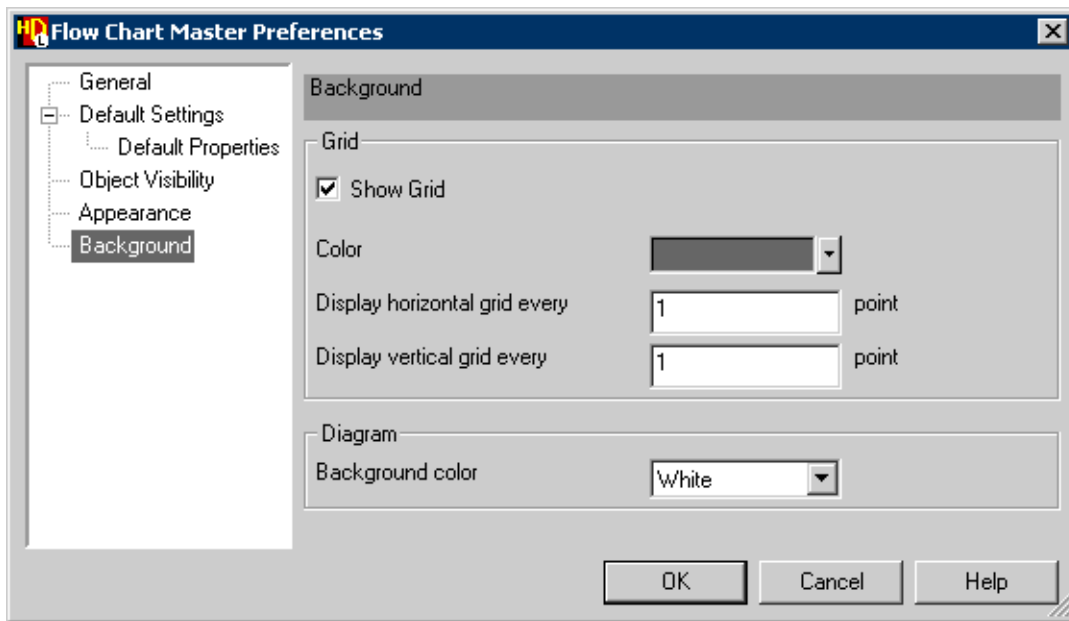 HDL Flow Chart Master Preferences
General
Background
Default Settings
Default Properties
Object Visibility
Appearance
Background
Grid
Show Grid
Color
Display horizontal grid every 1 point
Display vertical grid every 1 point
Diagram
Background color White
OK Cancel Help